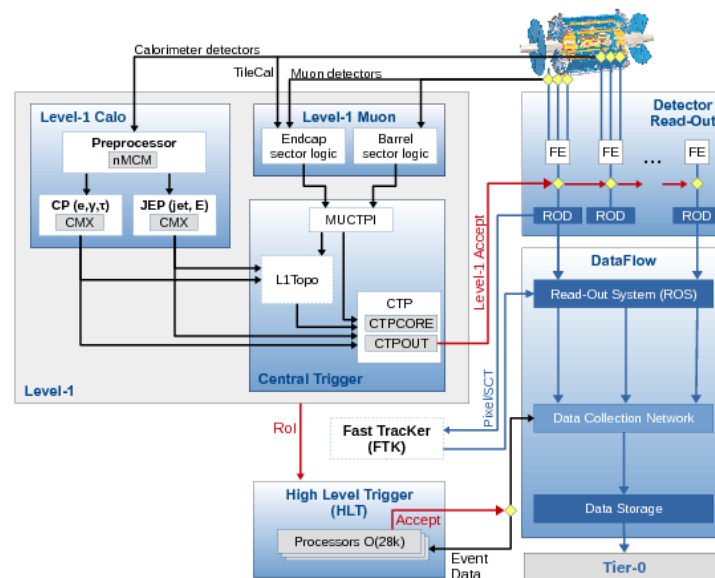 Calorimeter detectors
TileCal
Muon detectors
Level-1 Calo
Preprocessor
nMCM
CP (e,γ,τ)
CMX
JEP (jet, E)
CMX
Level-1 Muon
Endcap
sector logic
Barrel
sector logic
MUCTPI
L1Topo
CTP
CTPCORE
CTPOUT
Central Trigger
Level-1
Level-1 Accept
Detector
Read-Out
FE
FE
...
FE
ROD
ROD
ROD
DataFlow
Read-Out System (ROS)
Data Collection Network
Data Storage
Tier-0
Pixel/SCT
RoI
Fast TracKer
(FTK)
High Level Trigger
(HLT)
Accept
Processors O(28k)
Event
Data